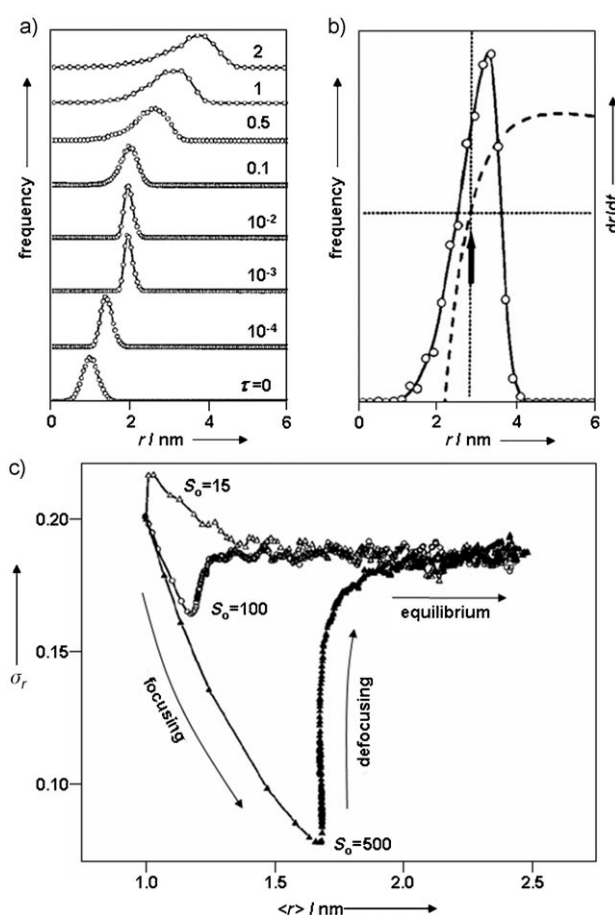 a)
frequency
2
1
0.5
0.1
10⁻²
10⁻³
10⁻⁴
τ=0
0 2 4 6
r / nm
b)
frequency
dr/dt
0 2 4 6
r / nm
c)
σr
0.20
0.15
0.10
So=15
So=100
So=500
focusing
defocusing
equilibrium
1.0 1.5 2.0 2.5
<r> / nm